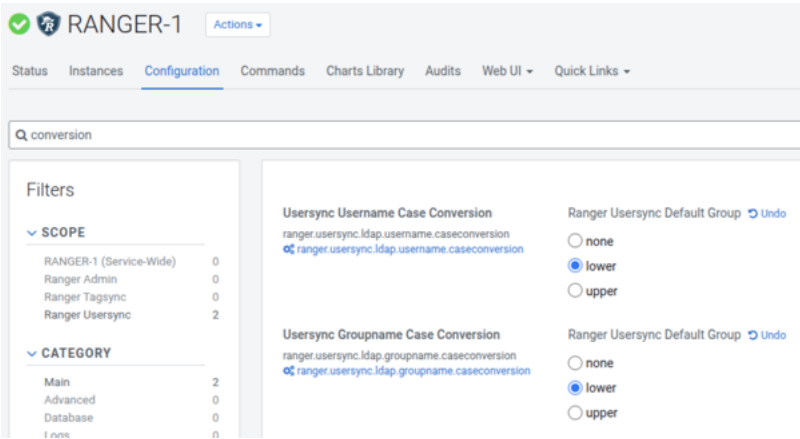 RANGER-1 Actions
Status Instances Configuration Commands Charts Library Audits Web UI Quick Links
conversion
Filters
SCOPE
RANGER-1 (Service-Wide) 0
Ranger Admin 0
Ranger Tagsync 0
Ranger Usersync 2
CATEGORY
Main 2
Advanced 0
Database 0
Logs 0
Usersync Username Case Conversion
ranger.usersync.ldap.username.caseconversion
ranger.usersync.ldap.username.caseconversion
Ranger Usersync Default Group Undo
none
lower
upper
Usersync Groupname Case Conversion
ranger.usersync.ldap.groupname.caseconversion
ranger.usersync.ldap.groupname.caseconversion
Ranger Usersync Default Group Undo
none
lower
upper